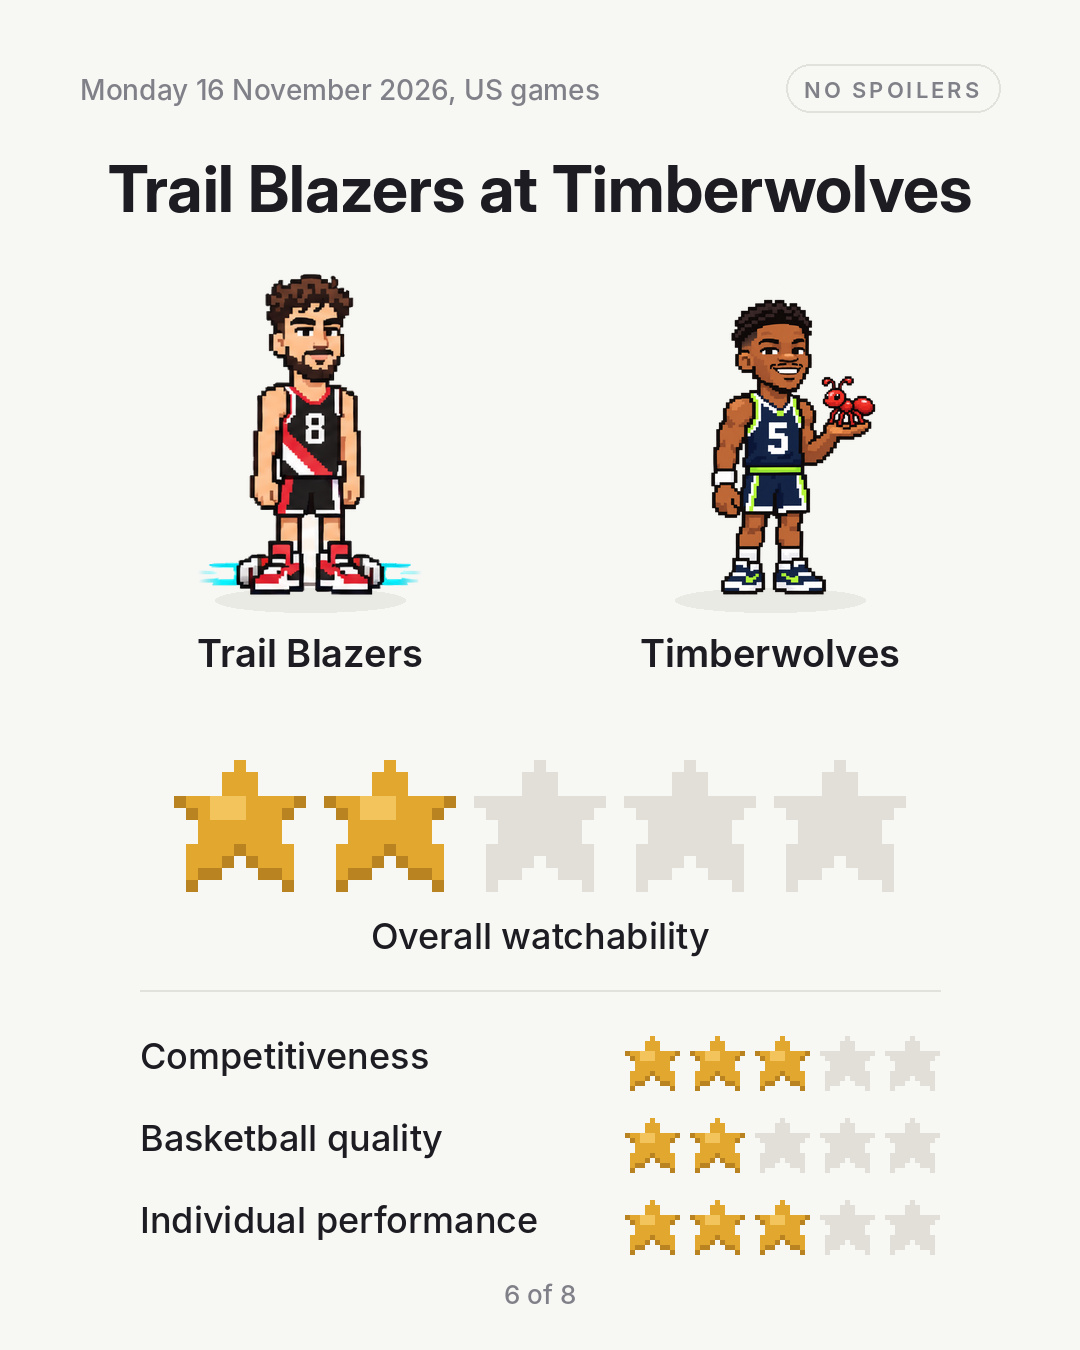 Monday 16 November 2026, US games
NO SPOILERS
Trail Blazers at Timberwolves
8
5
Trail Blazers
Timberwolves
Overall watchability
Competitiveness
Basketball quality
Individual performance
6 of 8